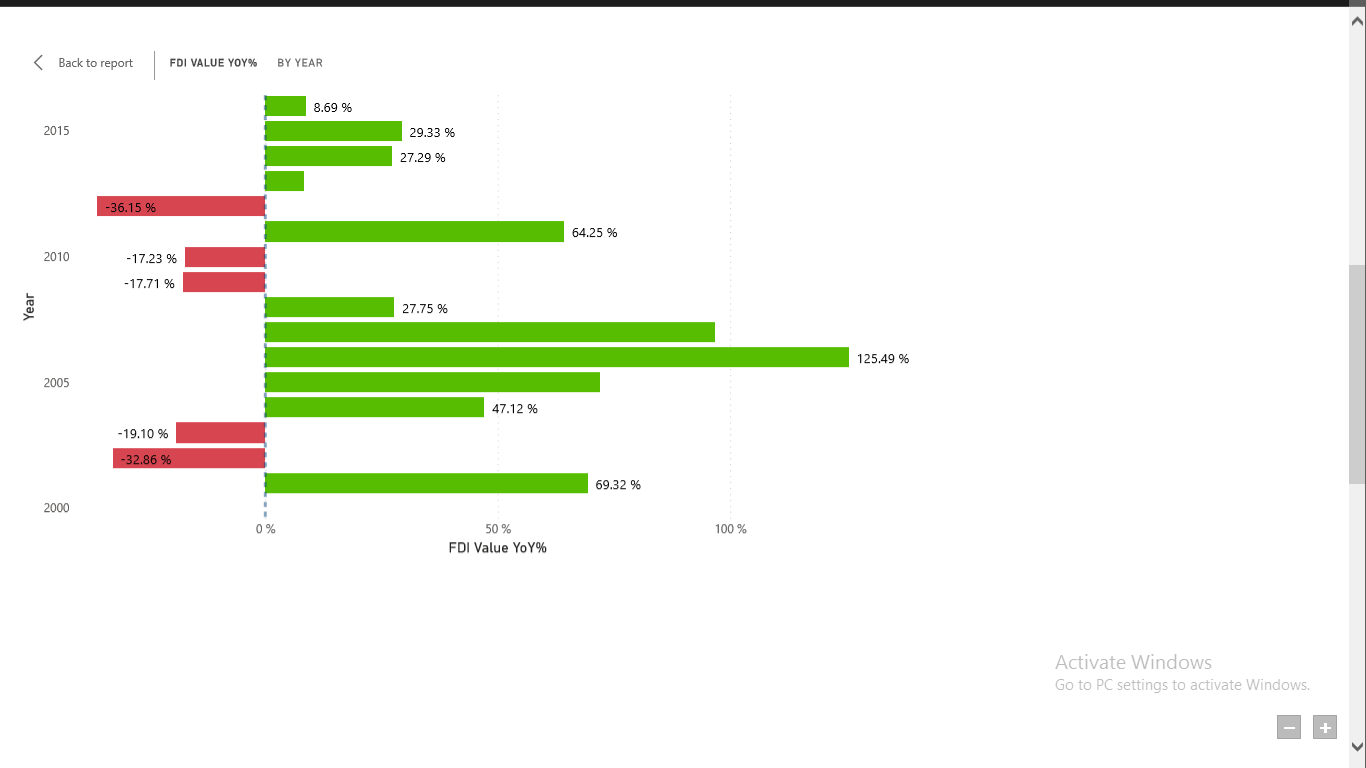 Back to report
FDI VALUE YOY%
BY YEAR
8.69 %
2015
29.33 %
27.29 %
-36.15 %
64.25 %
2010
-17.23 %
-17.71 %
Year
27.75 %
125.49 %
2005
47.12 %
-19.10 %
-32.86 %
69.32 %
2000
0 %
50 %
100 %
FDI Value YoY%
Activate Windows
Go to PC settings to activate Windows.